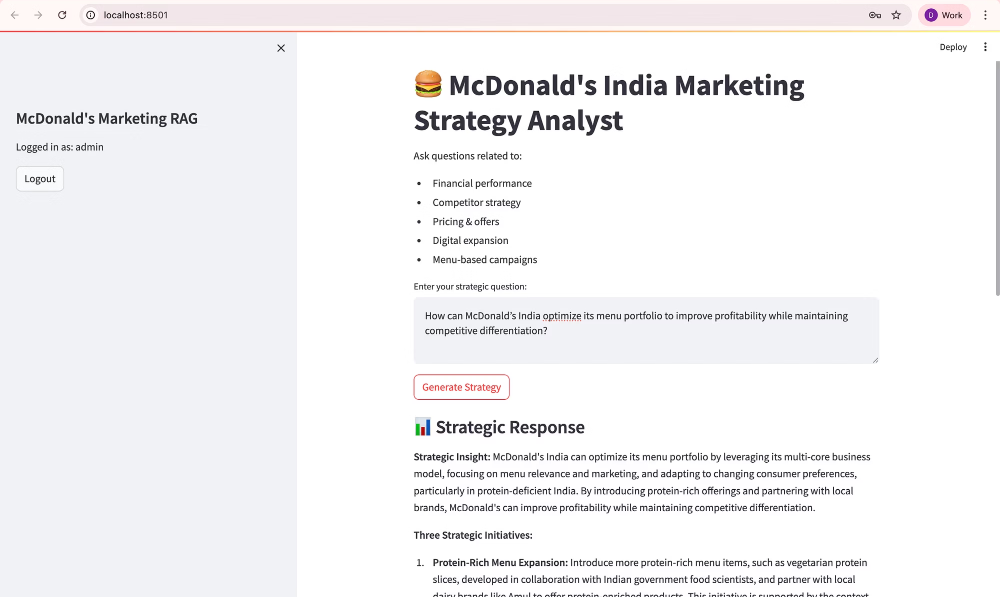 localhost:8501
D Work
Deploy
McDonald's Marketing RAG
Logged in as: admin
Logout
McDonald's India Marketing
Strategy Analyst
Ask questions related to:
• Financial performance
• Competitor strategy
• Pricing & offers
• Digital expansion
• Menu-based campaigns
Enter your strategic question:
How can McDonald’s India optimize its menu portfolio to improve profitability while maintaining
competitive differentiation?
Generate Strategy
Strategic Response
Strategic Insight: McDonald's India can optimize its menu portfolio by leveraging its multi-core business
model, focusing on menu relevance and marketing, and adapting to changing consumer preferences,
particularly in protein-deficient India. By introducing protein-rich offerings and partnering with local
brands, McDonald's can improve profitability while maintaining competitive differentiation.
Three Strategic Initiatives:
1. Protein-Rich Menu Expansion: Introduce more protein-rich menu items, such as vegetarian protein
slices, developed in collaboration with Indian government food scientists, and partner with local
dairy brands like Amul to offer protein-enriched products. This initiative is supported by the context